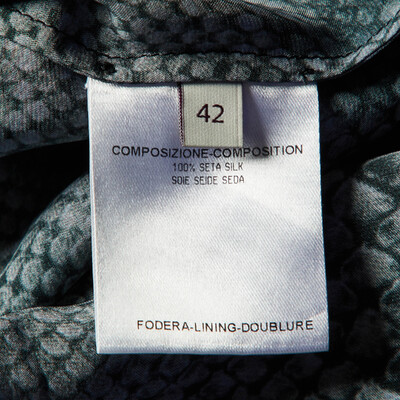 42
COMPOSIZIONE-COMPOSITION
100% SETA SILK
SOIE SEIDE SEDA
FODERA-LINING-DOUBLURE